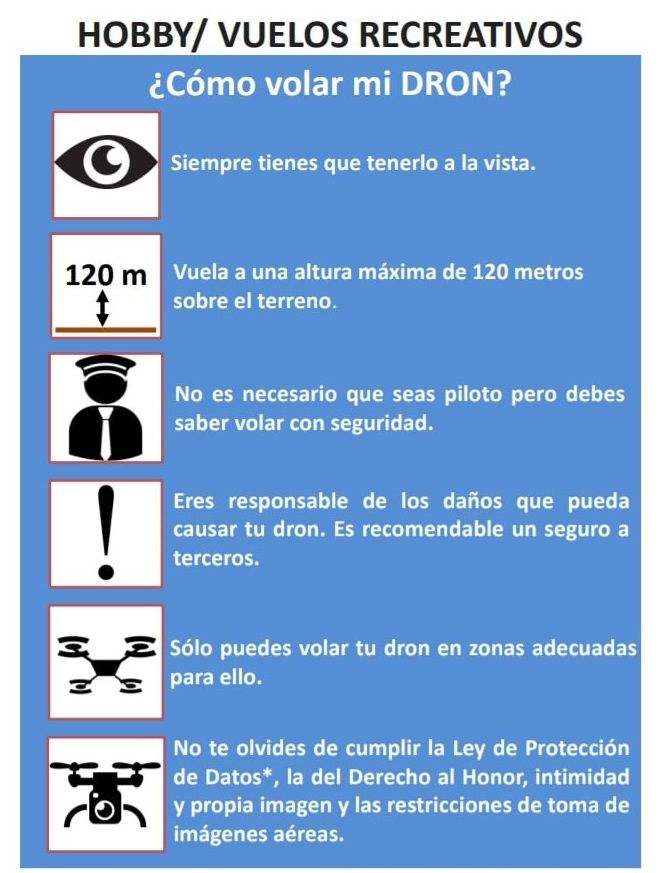 HOBBY/ VUELOS RECREATIVOS
¿Cómo volar mi DRON?
Siempre tienes que tenerlo a la vista.
120 m
Vuela a una altura máxima de 120 metros
sobre el terreno.
No es necesario que seas piloto pero debes
saber volar con seguridad.
Eres responsable de los daños que pueda
causar tu dron. Es recomendable un seguro a
terceros.
Sólo puedes volar tu dron en zonas adecuadas
para ello.
No te olvides de cumplir la Ley de Protección
de Datos*, la del Derecho al Honor, intimidad
y propia imagen y las restricciones de toma de
imágenes aéreas.